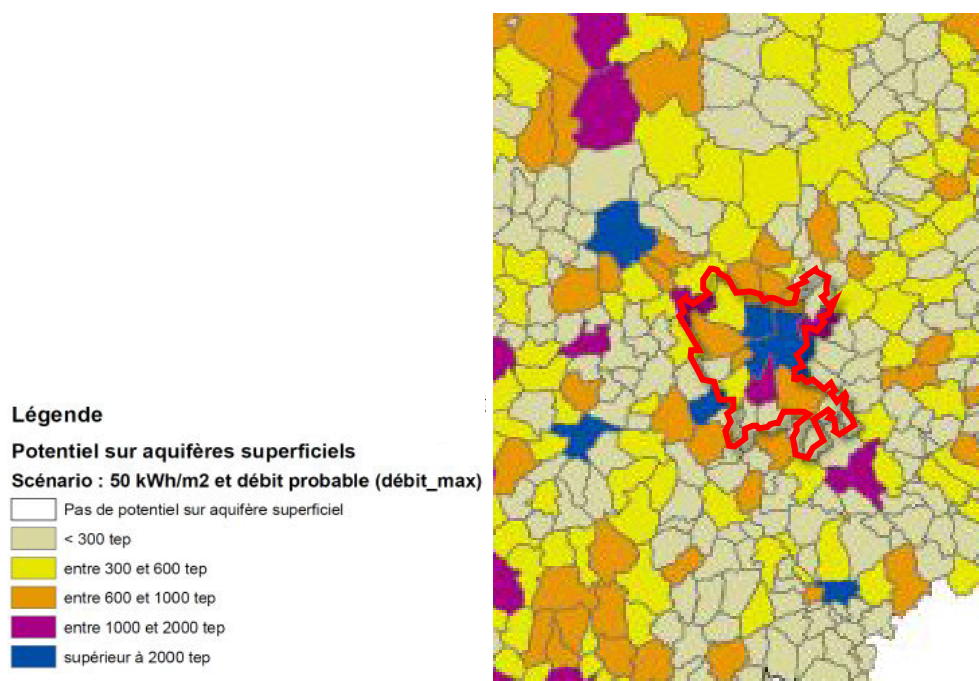 Légende
Potentiel sur aquifères superficiels
Scénario : 50 kWh/m2 et débit probable (débit_max)
Pas de potentiel sur aquifère superficiel
< 300 tep
entre 300 et 600 tep
entre 600 et 1000 tep
entre 1000 et 2000 tep
supérieur à 2000 tep